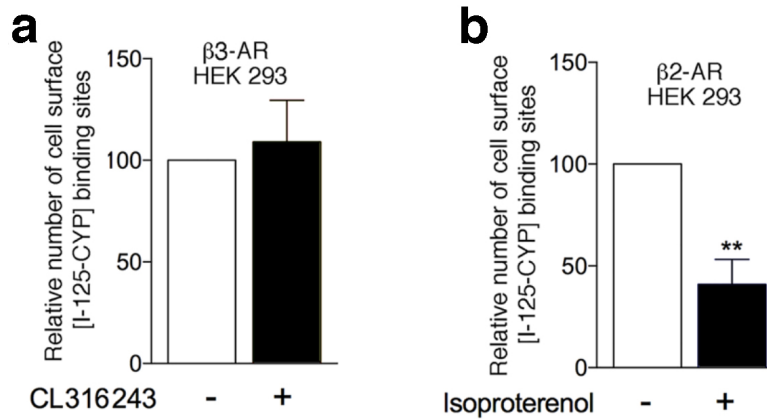 a
β3-AR
HEK 293
Relative number of cell surface
[I-125-CYP] binding sites
150
100
50
0
CL316243 - +
b
β2-AR
HEK 293
Relative number of cell surface
[I-125-CYP] binding sites
150
100
50
0
**
Isoproterenol - +